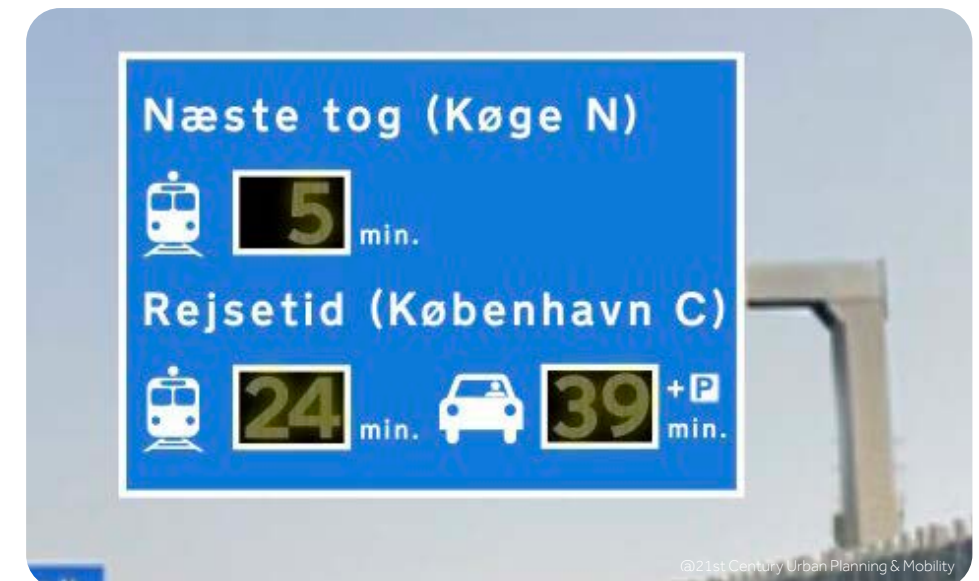 Næste tog (Køge N)
5 min.
Rejsetid (København C)
24 min. 39 + P min.
@21st Century Urban Planning & Mobility